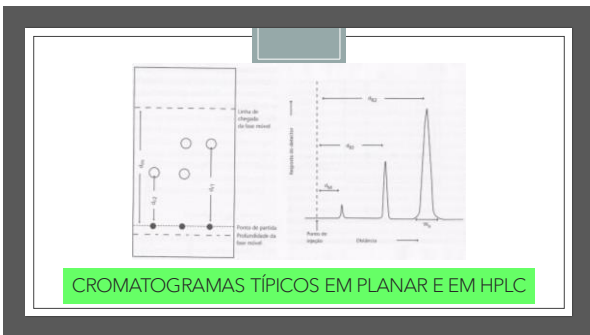 Linha de
chegada
da fase móvel
Ponto de partida
Profundidade da
fase móvel
Resposta do detector
Ponto de
injeção
Distância
CROMATOGRAMAS TÍPICOS EM PLANAR E EM HPLC